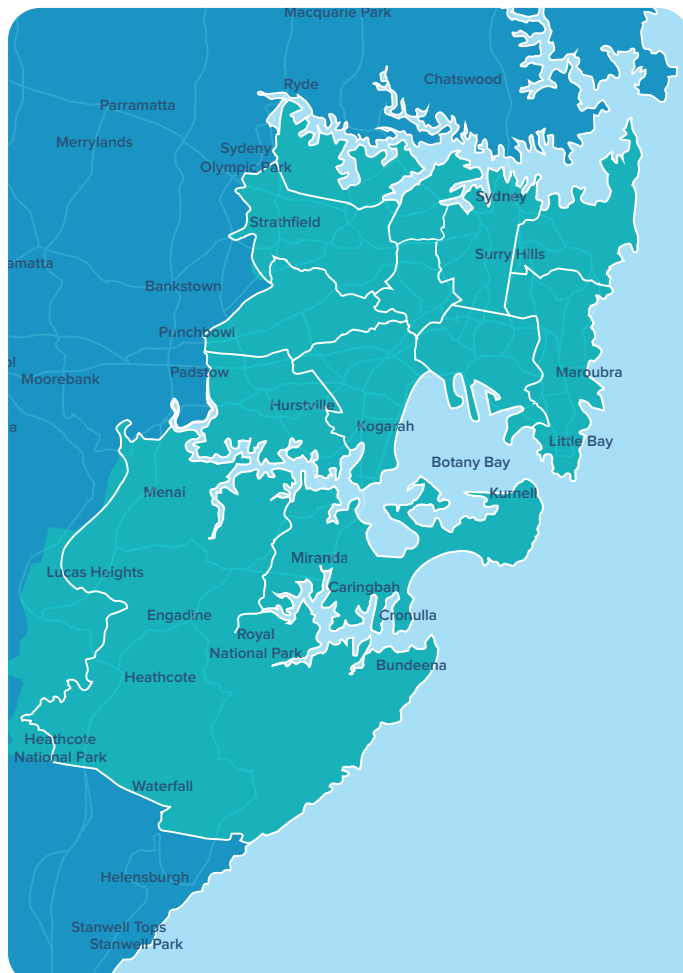 Macquarie Park
Chatswood
Ryde
Parramatta
Merrylands
Sydeny
Olympic Park
Sydney
Strathfield
Surry Hills
amatta
Bankstown
Punchbowl
ol
Moorebank
Padstow
Maroubra
Hurstville
a
Kogarah
Little Bay
Botany Bay
Menai
Kurnell
Miranda
Lucas Heights
Caringbah
Engadine
Cronulla
Royal
National Park
Bundeena
Heathcote
Heathcote
National Park
Waterfall
Helensburgh
Stanwell Tops
Stanwell Park